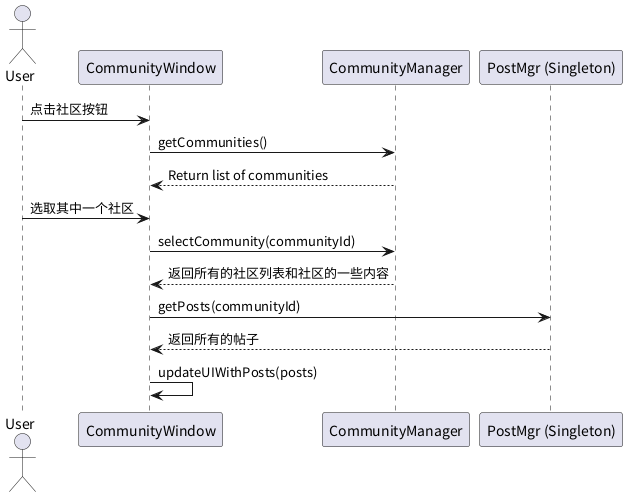 User
CommunityWindow
CommunityManager
PostMgr (Singleton)
点击社区按钮
getCommunities()
Return list of communities
选取其中一个社区
selectCommunity(communityId)
返回所有的社区列表和社区的一些内容
getPosts(communityId)
返回所有的帖子
updateUIWithPosts(posts)
User
CommunityWindow
CommunityManager
PostMgr (Singleton)